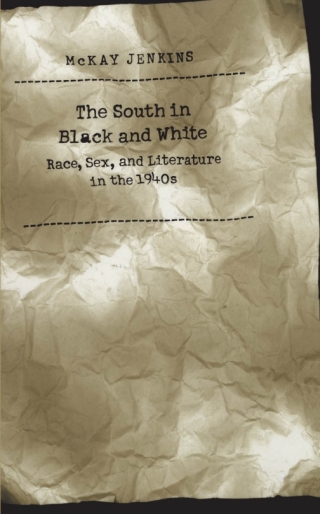 McKAY JENKINS
The South in
Black and White
Race, Sex, and Literature
in the 1940s